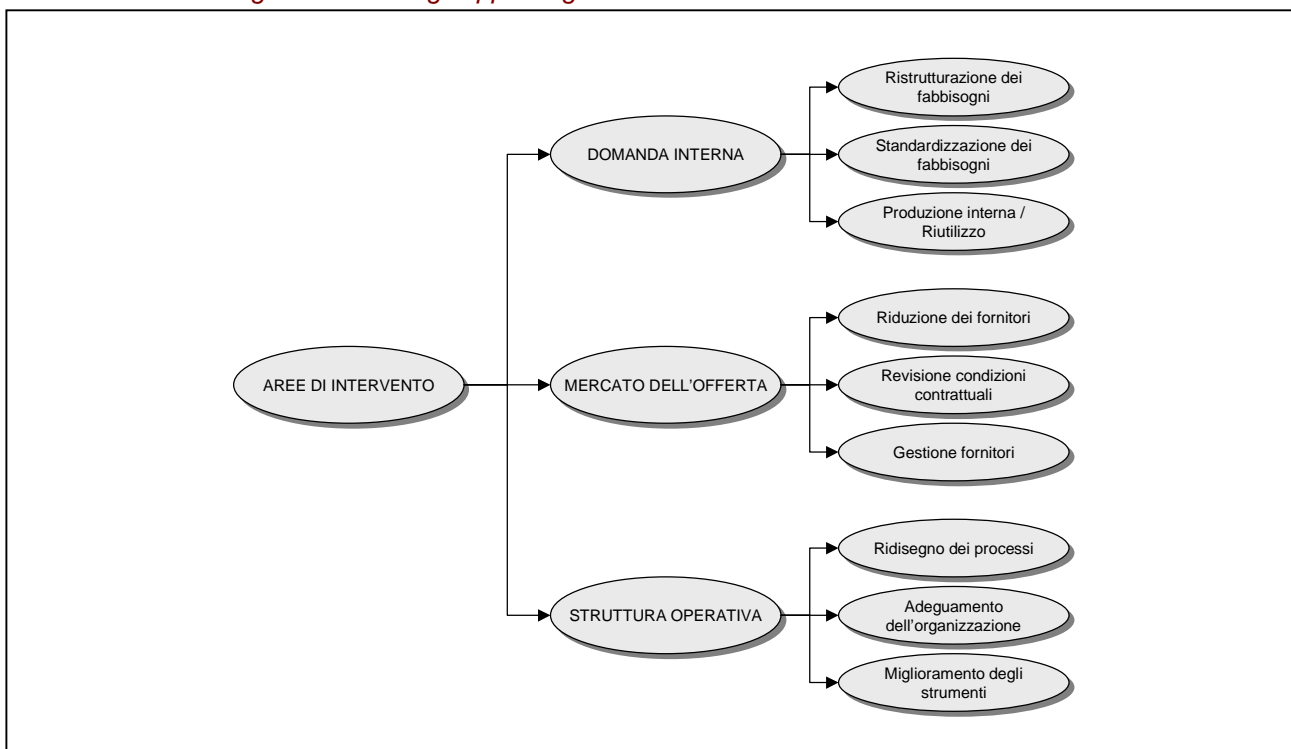 Ristrutturazione dei
fabbisogni
DOMANDA INTERNA
Standardizzazione dei
fabbisogni
Produzione interna /
Riutilizzo
Riduzione dei fornitori
AREE DI INTERVENTO
MERCATO DELL'OFFERTA
Revisione condizioni
contrattuali
Gestione fornitori
Ridisegno dei processi
STRUTTURA OPERATIVA
Adeguamento
dell'organizzazione
Miglioramento degli
strumenti